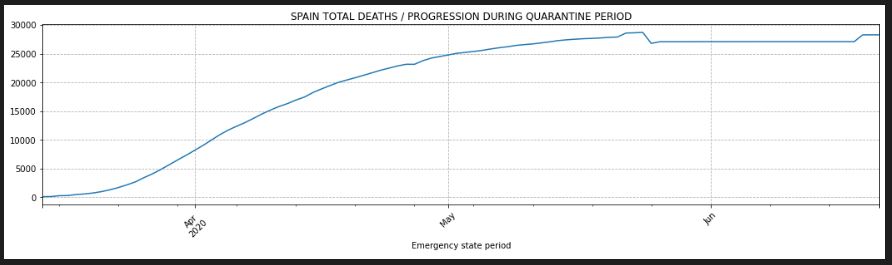 SPAIN TOTAL DEATHS / PROGRESSION DURING QUARANTINE PERIOD
30000
25000
20000
15000
10000
5000
0
Apr
2020
May
Jun
Emergency state period